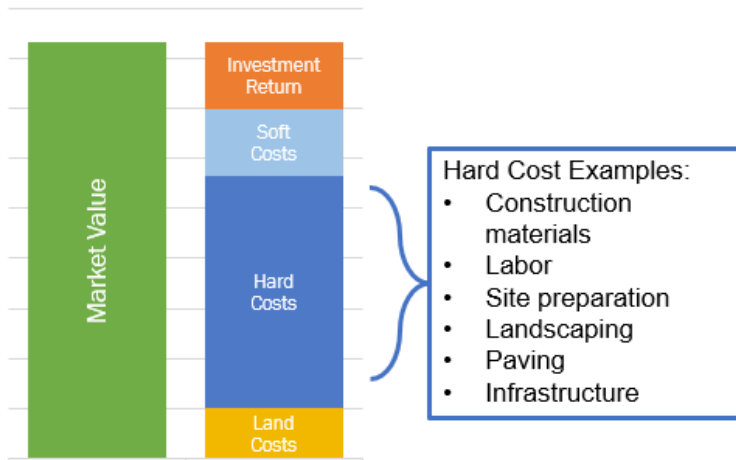 Market Value
Investment
Return
Soft
Costs
Hard
Costs
Land
Costs
Hard Cost Examples:
• Construction
materials
• Labor
• Site preparation
• Landscaping
• Paving
• Infrastructure